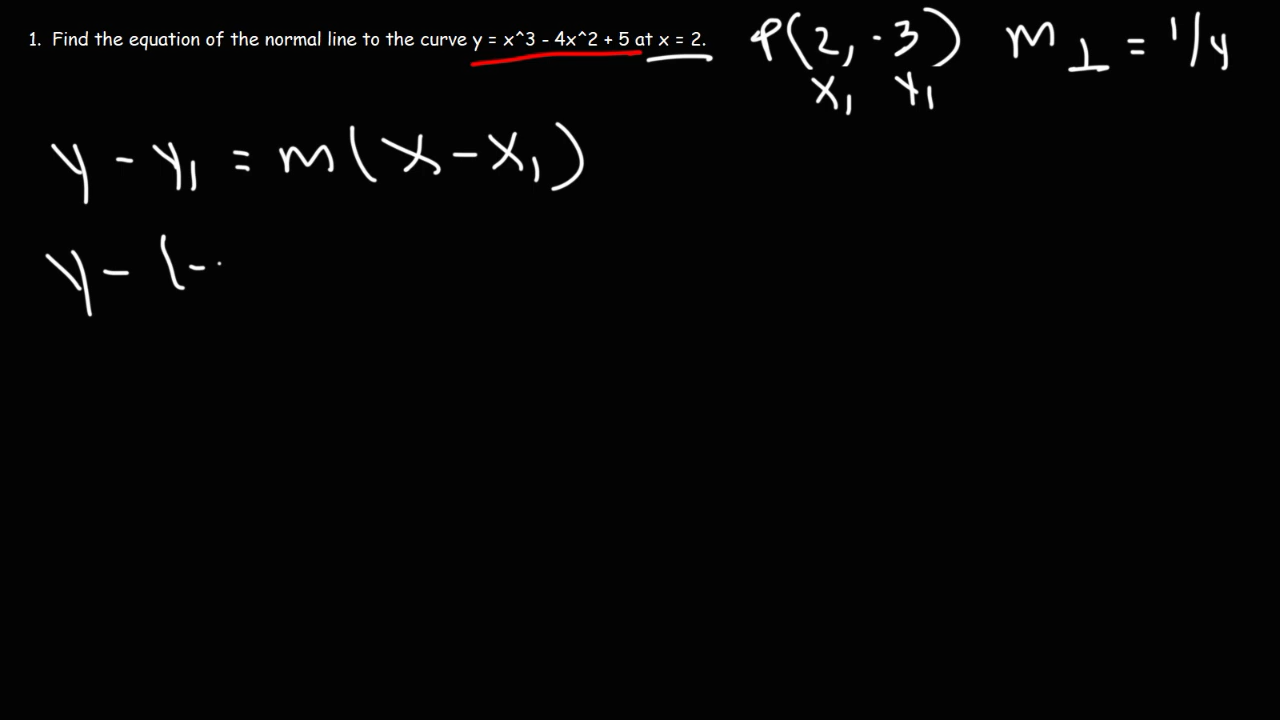 1. Find the equation of the normal line to the curve y = x^3 - 4x^2 + 5 at x = 2.
P(2, -3) m⊥ = 1/4
x₁ y₁
y - y₁ = m(x - x₁)
y - (-